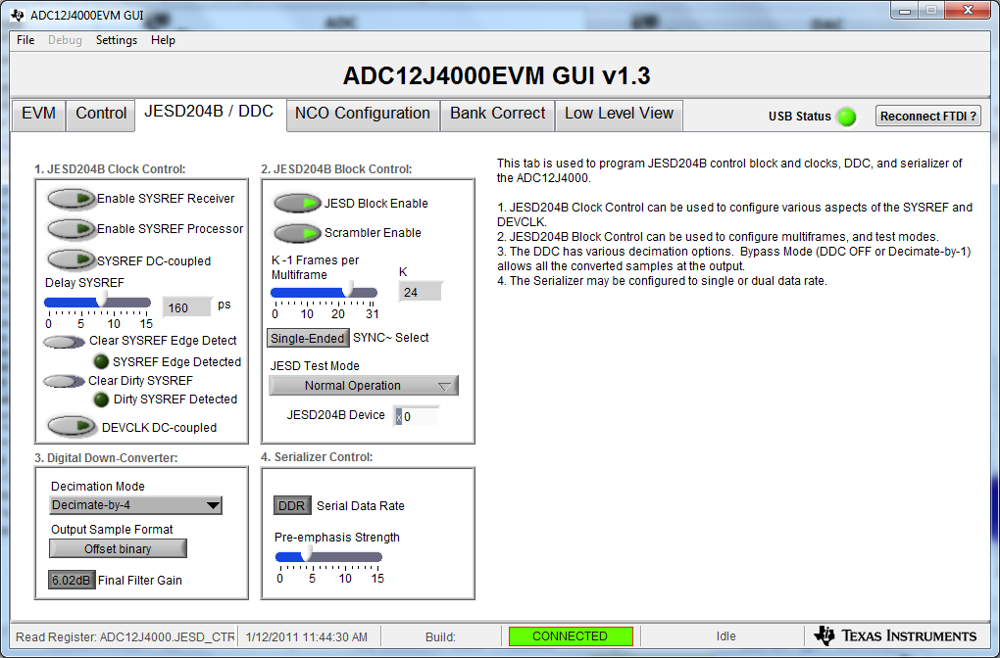 ADC12J4000EVM GUI
File Debug Settings Help
ADC12J4000EVM GUI v1.3
EVM Control JESD204B / DDC NCO Configuration Bank Correct Low Level View USB Status Reconnect FTDI ?
1. JESD204B Clock Control:
Enable SYSREF Receiver
Enable SYSREF Processor
SYSREF DC-coupled
Delay SYSREF
160 ps
0 5 10 15
Clear SYSREF Edge Detect
SYSREF Edge Detected
Clear Dirty SYSREF
Dirty SYSREF Detected
DEVCLK DC-coupled
2. JESD204B Block Control:
JESD Block Enable
Scrambler Enable
K -1 Frames per
Multiframe
K
24
0 10 20 31
Single-Ended SYNC~ Select
JESD Test Mode
Normal Operation
JESD204B Device x 0
This tab is used to program JESD204B control block and clocks, DDC, and serializer of
the ADC12J4000.
1. JESD204B Clock Control can be used to configure various aspects of the SYSREF and
DEVCLK.
2. JESD204B Block Control can be used to configure multiframes, and test modes.
3. The DDC has various decimation options.  Bypass Mode (DDC OFF or Decimate-by-1)
allows all the converted samples at the output.
4. The Serializer may be configured to single or dual data rate.
3. Digital Down-Converter:
Decimation Mode
Decimate-by-4
Output Sample Format
Offset binary
6.02dB Final Filter Gain
4. Serializer Control:
DDR Serial Data Rate
Pre-emphasis Strength
0 5 10 15
Read Register: ADC12J4000.JESD_CTR 1/12/2011 11:44:30 AM Build: CONNECTED Idle TEXAS INSTRUMENTS